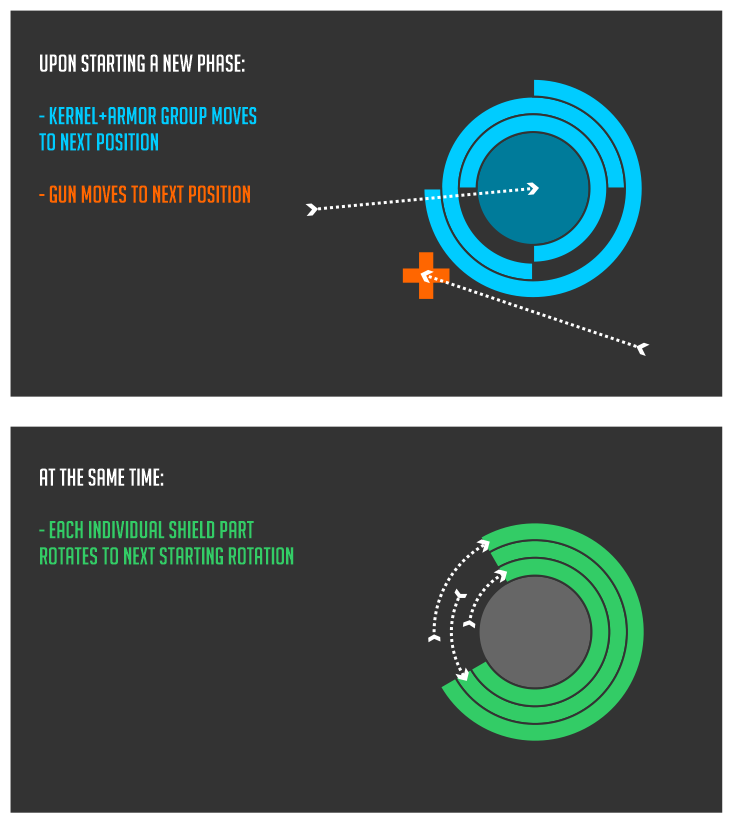 UPON STARTING A NEW PHASE:
- KERNEL+ARMOR GROUP MOVES
TO NEXT POSITION
- GUN MOVES TO NEXT POSITION
AT THE SAME TIME:
- EACH INDIVIDUAL SHIELD PART
ROTATES TO NEXT STARTING ROTATION